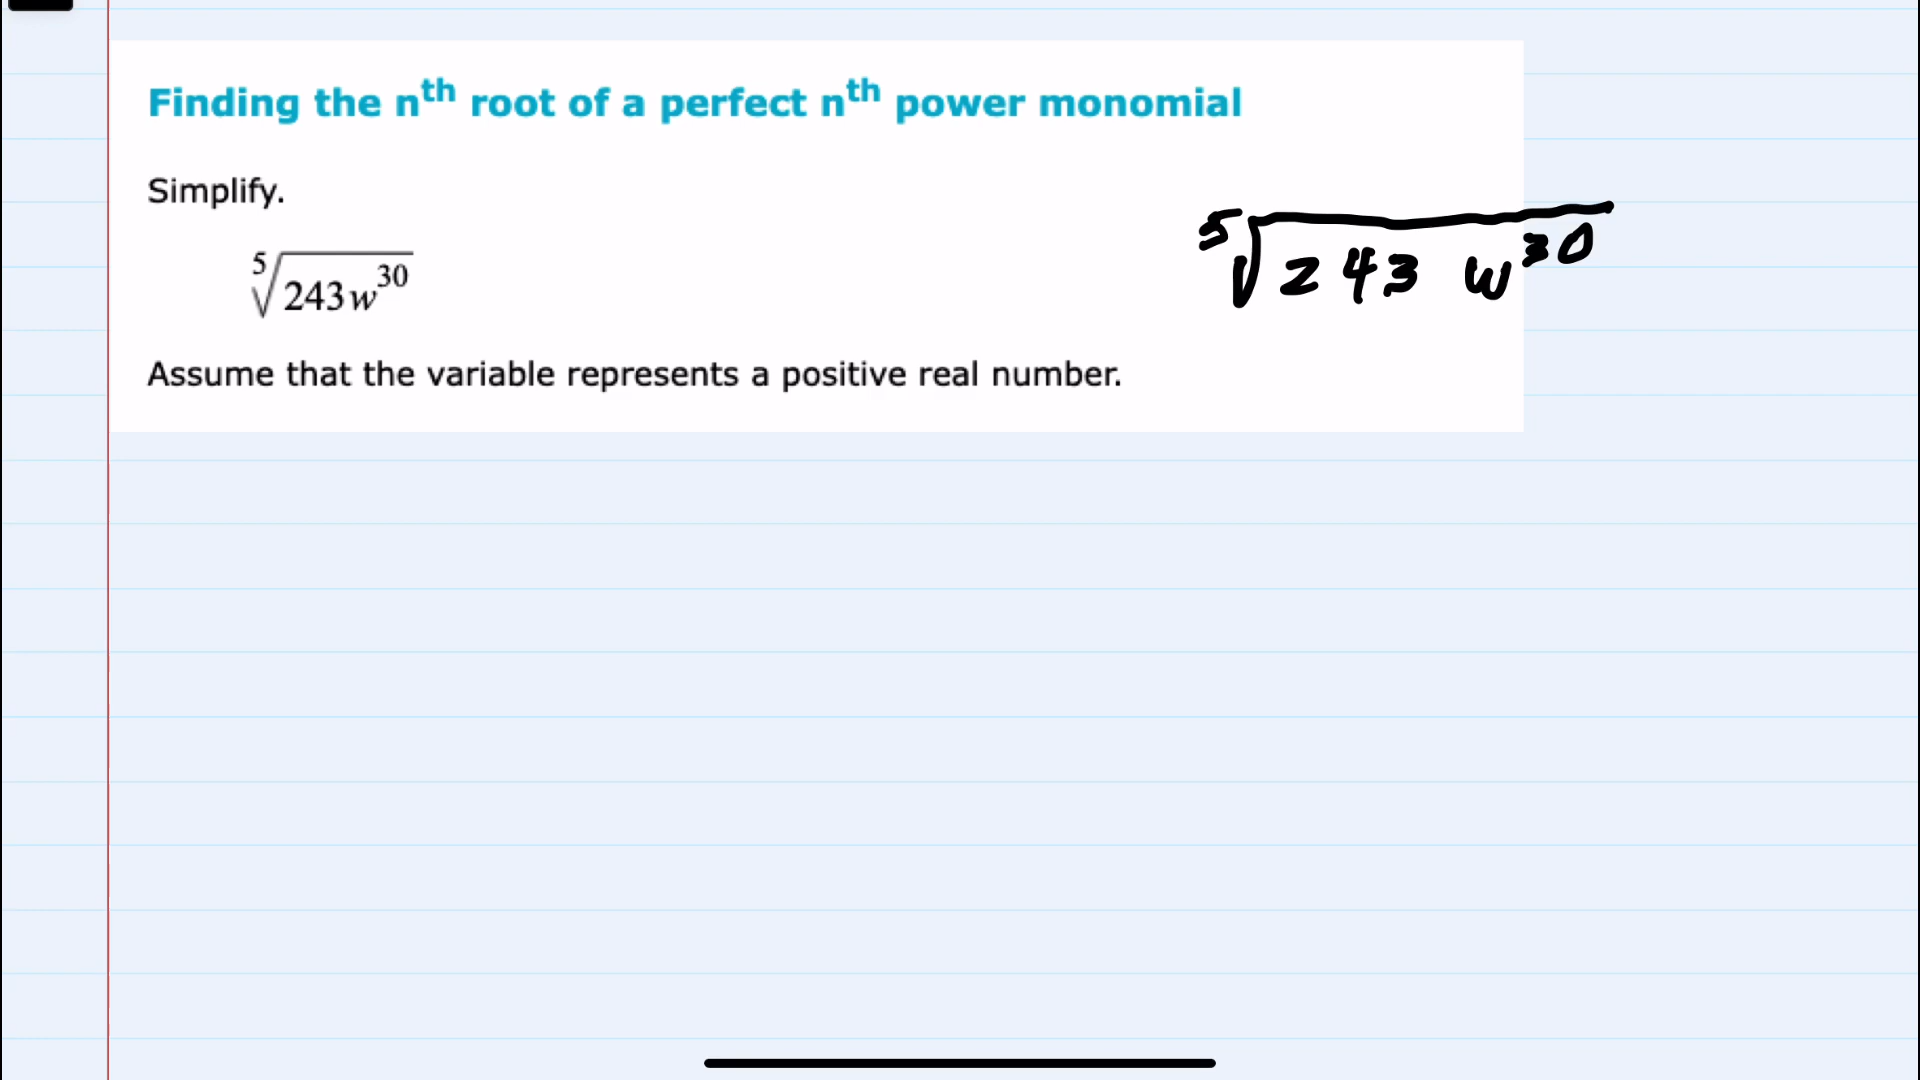 Finding the nth root of a perfect nth power monomial
Simplify.
⁵√243w³⁰
⁵√243 w³⁰
Assume that the variable represents a positive real number.